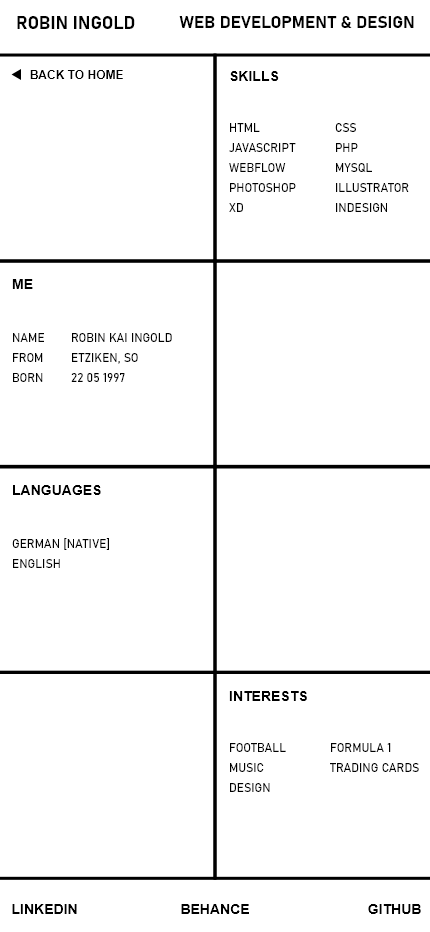 ROBIN INGOLD WEB DEVELOPMENT & DESIGN
◀ BACK TO HOME
SKILLS
HTML CSS
JAVASCRIPT PHP
WEBFLOW MYSQL
PHOTOSHOP ILLUSTRATOR
XD INDESIGN
ME
NAME ROBIN KAI INGOLD
FROM ETZIKEN, SO
BORN 22 05 1997
LANGUAGES
GERMAN [NATIVE]
ENGLISH
INTERESTS
FOOTBALL FORMULA 1
MUSIC TRADING CARDS
DESIGN
LINKEDIN BEHANCE GITHUB